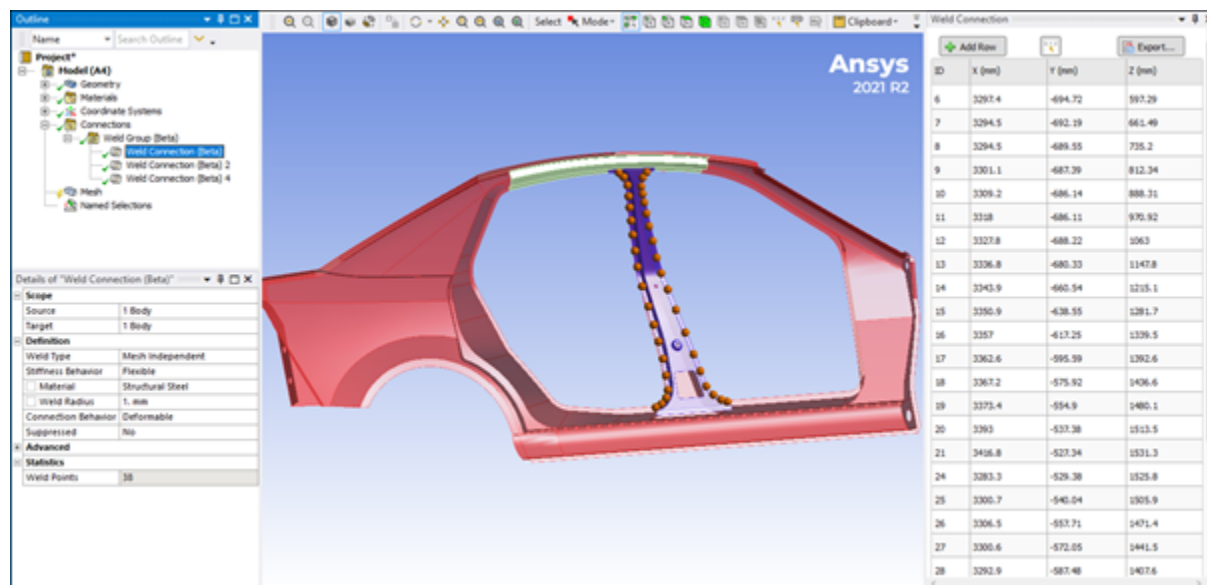 Outline
Name
Search Outline
Project*
Model (A4)
Geometry
Materials
Coordinate Systems
Connections
Weld Group (Beta)
Weld Connection (Beta)
Weld Connection (Beta) 2
Weld Connection (Beta) 4
Mesh
Named Selections
Details of "Weld Connection (Beta)"
Scope
Source 1 Body
Target 1 Body
Definition
Weld Type Mesh Independent
Stiffness Behavior Flexible
Material Structural Steel
Weld Radius 1. mm
Connection Behavior Deformable
Suppressed No
Advanced
Statistics
Weld Points 38
Select Mode Clipboard
Ansys
2021 R2
Weld Connection
Add Row Export...
ID X (mm) Y (mm) Z (mm)
6 3297.4 -694.72 597.29
7 3294.5 -692.19 661.49
8 3294.5 -689.55 735.2
9 3301.1 -687.39 812.34
10 3309.2 -686.14 888.31
11 3318 -686.11 970.92
12 3327.8 -688.22 1063
13 3336.8 -680.33 1147.8
14 3343.9 -660.54 1215.1
15 3350.9 -638.55 1281.7
16 3357 -617.25 1339.5
17 3362.6 -595.59 1392.6
18 3367.2 -575.92 1436.6
19 3373.4 -554.9 1480.1
20 3393 -537.38 1513.5
21 3416.8 -527.34 1531.3
24 3283.3 -529.38 1525.8
25 3300.7 -540.04 1505.9
26 3306.5 -557.71 1471.4
27 3300.6 -572.05 1441.5
28 3292.9 -587.48 1407.6